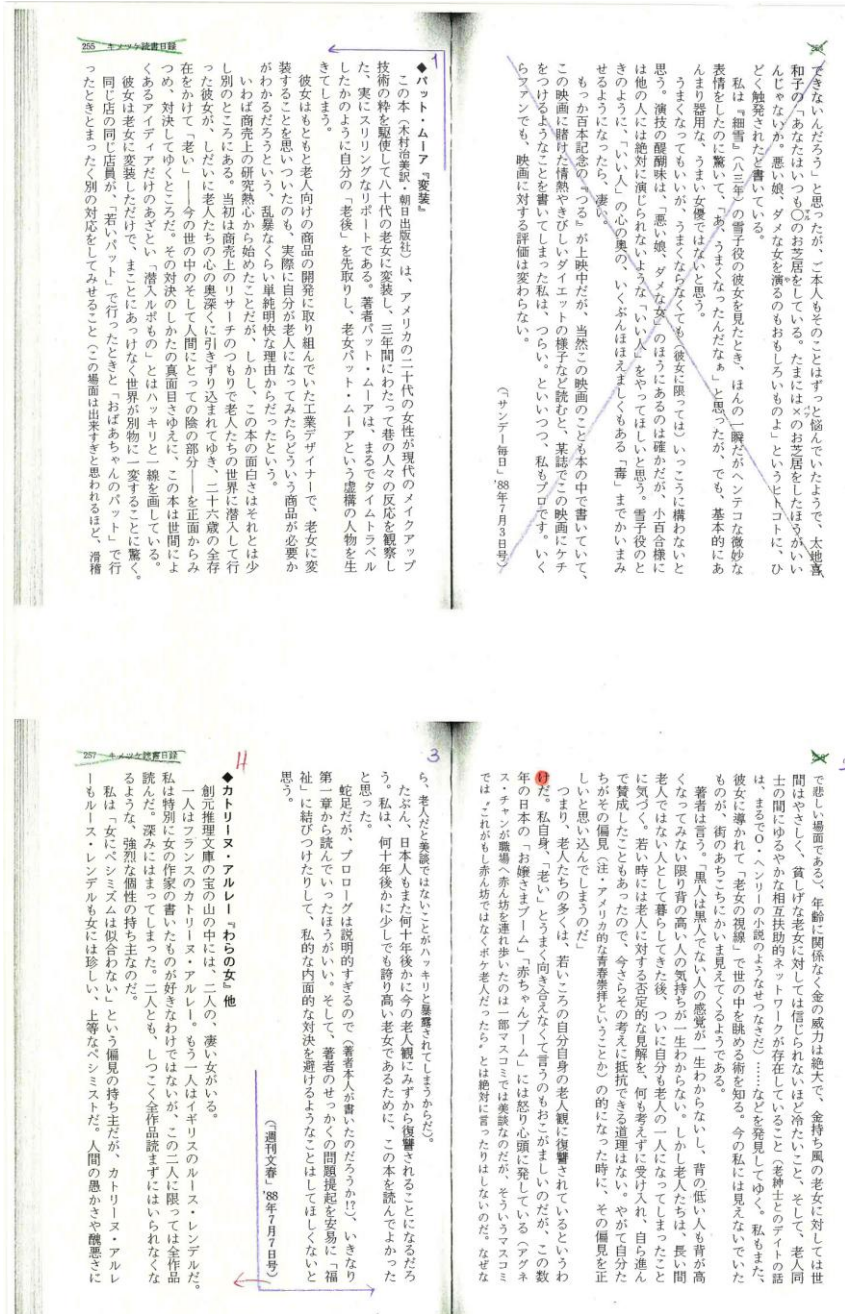 できないんだろう」と思ったが、ご本人もそのことはずっと悩んでいたようで、太地喜
和子の「あなたはいつも〇のお芝居をしている。たまには×のお芝居をしたほうがいい
んじゃないか。悪い娘、ダメな女を演るのもおもしろいものよ」というヒトコトに、ひ
どく触発されたと書いている。
私は『細雪』(八三年)の雪子役の彼女を見たとき、ほんの一瞬だがヘンテコな微妙な
表情をしたのに驚いて、「あ、うまくなったんだなぁ」と思ったが、でも、基本的にあ
んまり器用な、うまい女優ではないと思う。
うまくなってもいいが、うまくならなくても(彼女に限っては)いっこうに構わないと
思う。演技の醍醐味は、「悪い娘、ダメな女」のほうにあるのは確かだが、小百合様に
は他の人には絶対に演じられないような「いい人」をやってほしいと思う。雪子役のと
きのように、「いい人」の心の奥の、いくぶんほほえましくもある「毒」までかいまみ
せるようになったら、凄い。
もっか百本記念の『つる』が上映中だが、当然この映画のことも本の中で書いていて、
この映画に賭けた情熱やきびしいダイエットの様子など読むと、某誌でこの映画にケチ
をつけるようなことを書いてしまった私は、つらい。といいつつ、私もプロです。いく
らファンでも、映画に対する評価は変わらない。
(「サンデー毎日」'88年7月3日号)
255 キメツケ読書日録
1
◆パット・ムーア『変装』
この本(木村治美訳・朝日出版社)は、アメリカの二十代の女性が現代のメイクアップ
技術の粋を駆使して八十代の老女に変装し、三年間にわたって巷の人々の反応を観察し
た、実にスリリングなリポートである。著者パット・ムーアは、まるでタイムトラベル
したかのように自分の「老後」を先取りし、老女パット・ムーアという虚構の人物を生
きてしまう。
彼女はもともと老人向けの商品の開発に取り組んでいた工業デザイナーで、老女に変
装することを思いついたのも、実際に自分が老人になってみたらどういう商品が必要か
がわかるだろうという、乱暴なくらい単純明快な理由からだったという。
いわば商売上の研究熱心から始めたことだが、しかし、この本の面白さはそれとは少
し別のところにある。当初は商売上のリサーチのつもりで老人たちの世界に潜入して行
った彼女が、しだいに老人たちの心の奥深くに引きずり込まれてゆき、二十六歳の全存
在をかけて「老い」——今の世の中のそして人間にとっての陰の部分——を正面からみ
つめ、対決してゆくところだ。その対決のしかたの真面目さゆえに、この本は世間によ
くあるアイディアだけのあざとい「潜入ルポもの」とはハッキリと一線を画している。
彼女は老女に変装しただけで、まことにあっけなく世界が別物に一変することに驚く。
同じ店の同じ店員が、「若いパット」で行ったときと「おばあちゃんのパット」で行
ったときとまったく別の対応をしてみせること(この場面は出来すぎと思われるほど、滑稽
で悲しい場面である)、年齢に関係なく金の威力は絶大で、金持ち風の老女に対しては世
間はやさしく、貧しげな老女に対しては信じられないほど冷たいこと、そして、老人同
士の間にゆるやかな相互扶助的ネットワークが存在していること(老紳士とのデイトの話
は、まるでO・ヘンリーの小説のようなせつなさだ)……などを発見してゆく。私もまた、
彼女に導かれて「老女の視線」で世の中を眺める術を知る。今の私には見えないでいた
ものが、街のあちこちにかいま見えてくるようである。
著者は言う。「黒人は黒人でない人の感覚が一生わからないし、背の低い人も背が高
くなってみない限り背の高い人の気持ちが一生わからない。しかし老人たちは、長い間
老人ではない人として暮らしてきた後、ついに自分も老人の一人になってしまったこと
に気づく。若い時には老人に対する否定的な見解を、何も考えずに受け入れ、自ら進ん
で賛成したこともあったので、今さらその考えに抵抗できる道理はない。やがて自分た
ちがその偏見(注・アメリカ的な青春崇拝ということか)の的になった時に、その偏見を正
しいと思い込んでしまうのだ」
つまり、老人たちの多くは、若いころの自分自身の老人観に復讐されているというわ
けだ。私自身、「老い」とうまく向き合えなくて言うのもおこがましいのだが、この数
年の日本の「お嬢さまブーム」「赤ちゃんブーム」には怒り心頭に発している(アグネ
ス・チャンが職場へ赤ん坊を連れ歩いたのは一部マスコミでは美談なのだが、そういうマスコミ
では〝これがもし赤ん坊ではなくボケ老人だったら〟とは絶対に言ったりはしないのだ。なぜな
257 キメツケ読書日録
3
ら、老人だと美談ではないことがハッキリと暴露されてしまうからだ)。
たぶん、日本人もまた何十年後かに今の老人観にみずから復讐されることになるだろ
う。私は、何十年後かに少しでも誇り高い老女であるために、この本を読んでよかった
と思った。
蛇足だが、プロローグは説明的すぎるので(著者本人が書いたのだろうか!?)、いきなり
第一章から読んでいったほうがいい。そして、著者のせっかくの問題提起を安易に「福
祉」に結びつけたりして、私的な内面的な対決を避けるようなことはしてほしくないと
思う。
(「週刊文春」'88年7月7日号)
◆カトリーヌ・アルレー『わらの女』他
創元推理文庫の宝の山の中には、二人の、凄い女がいる。
一人はフランスのカトリーヌ・アルレー。もう一人はイギリスのルース・レンデルだ。
私は特別に女の作家の書いたものが好きなわけではないが、この二人に限っては全作品
読んだ。深みにはまってしまった。二人とも、しつこく全作品読まずにはいられなくな
るような、強烈な個性の持ち主なのだ。
私は「女にペシミズムは似合わない」という偏見の持ち主だが、カトリーヌ・アルレ
ーもルース・レンデルも女には珍しい、上等なペシミストだ。人間の愚かさや醜悪さに